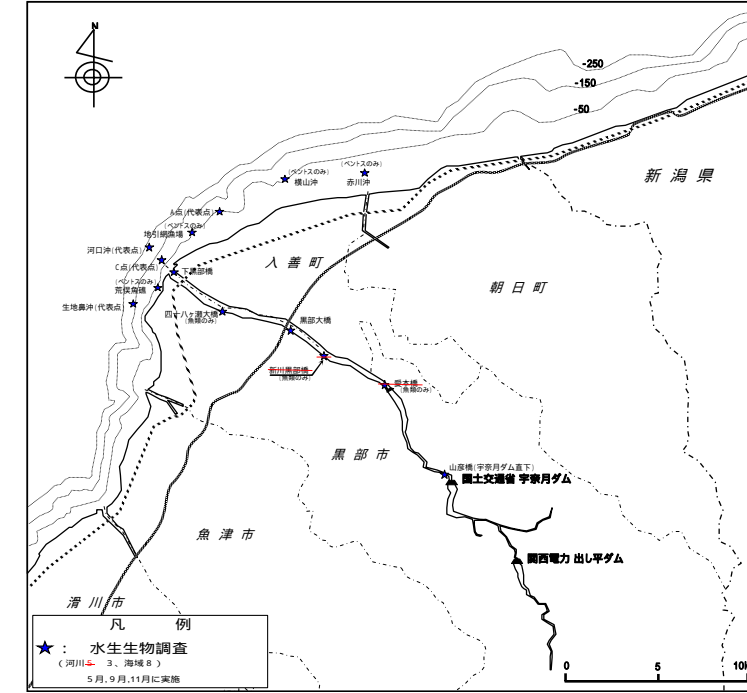 N
-250
-150
-50
新潟県
(ベントスのみ)
横山沖
(ベントスのみ)
赤川沖
A点(代表点)
(ベントスのみ)
地引網漁場
河口沖(代表点)
C点(代表点)
(ベントスのみ)
荒俣魚礁
生地鼻沖(代表点)
下黒部橋
入善町
朝日町
四十八ヶ瀬大橋
(魚類のみ)
黒部大橋
新川黒部橋
(魚類のみ)
愛本橋
(魚類のみ)
黒部市
山彦橋(宇奈月ダム直下)
国土交通省 宇奈月ダム
魚津市
関西電力 出し平ダム
滑川市
凡 例
★ : 水生生物調査
(河川5 3、海域8)
5月,9月,11月に実施
0 5 10k